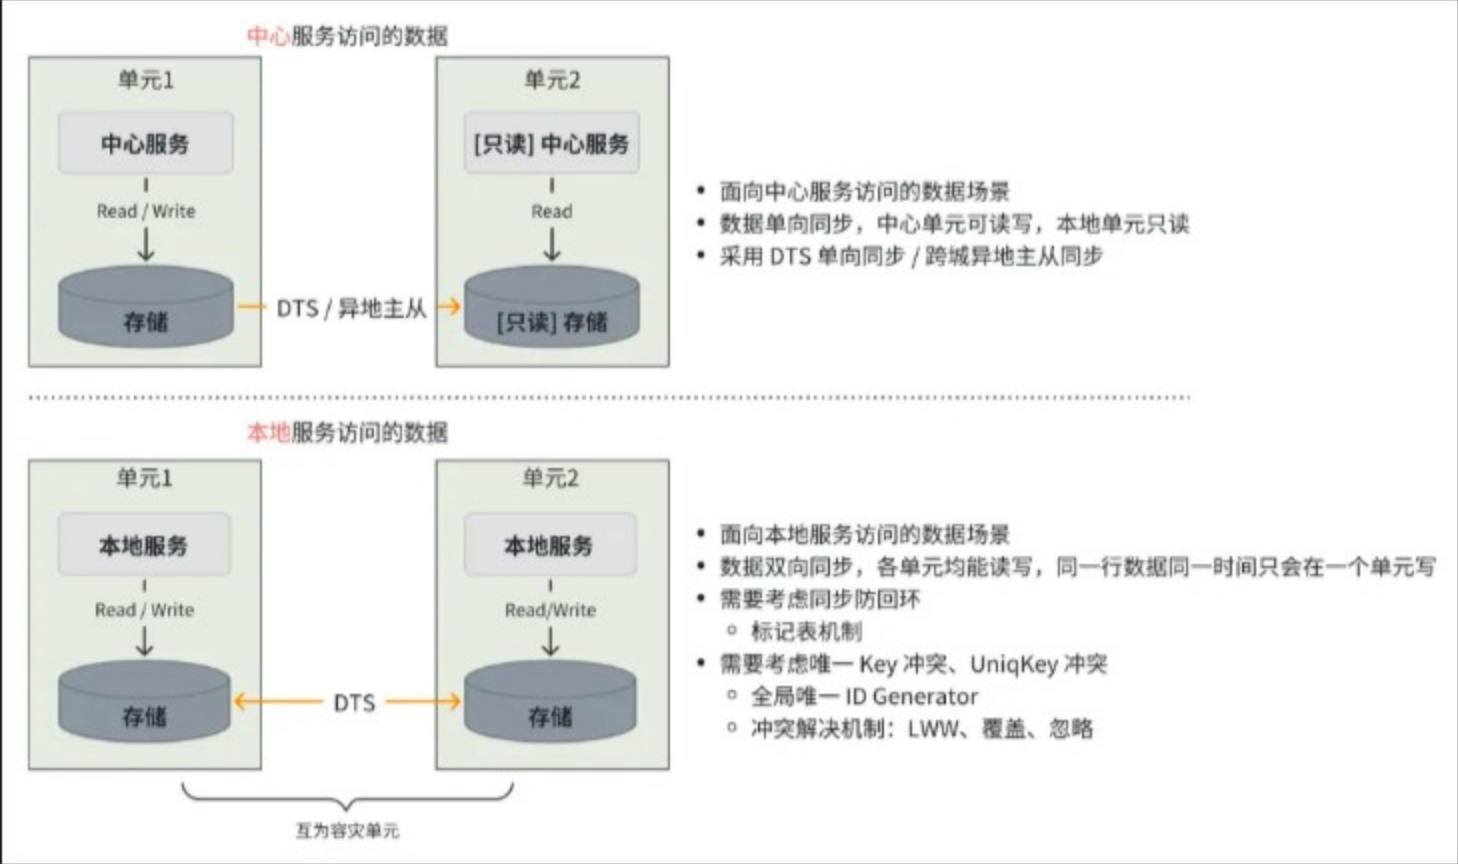 中心服务访问的数据
单元1
中心服务
Read / Write
存储
DTS / 异地主从
单元2
[只读] 中心服务
Read
[只读] 存储
• 面向中心服务访问的数据场景
• 数据单向同步，中心单元可读写，本地单元只读
• 采用 DTS 单向同步 / 跨城异地主从同步
本地服务访问的数据
单元1
本地服务
Read / Write
存储
DTS
单元2
本地服务
Read/Write
存储
互为容灾单元
• 面向本地服务访问的数据场景
• 数据双向同步，各单元均能读写，同一行数据同一时间只会在一个单元写
• 需要考虑同步防回环
◦ 标记表机制
• 需要考虑唯一 Key 冲突、UniqKey 冲突
◦ 全局唯一 ID Generator
◦ 冲突解决机制：LWW、覆盖、忽略